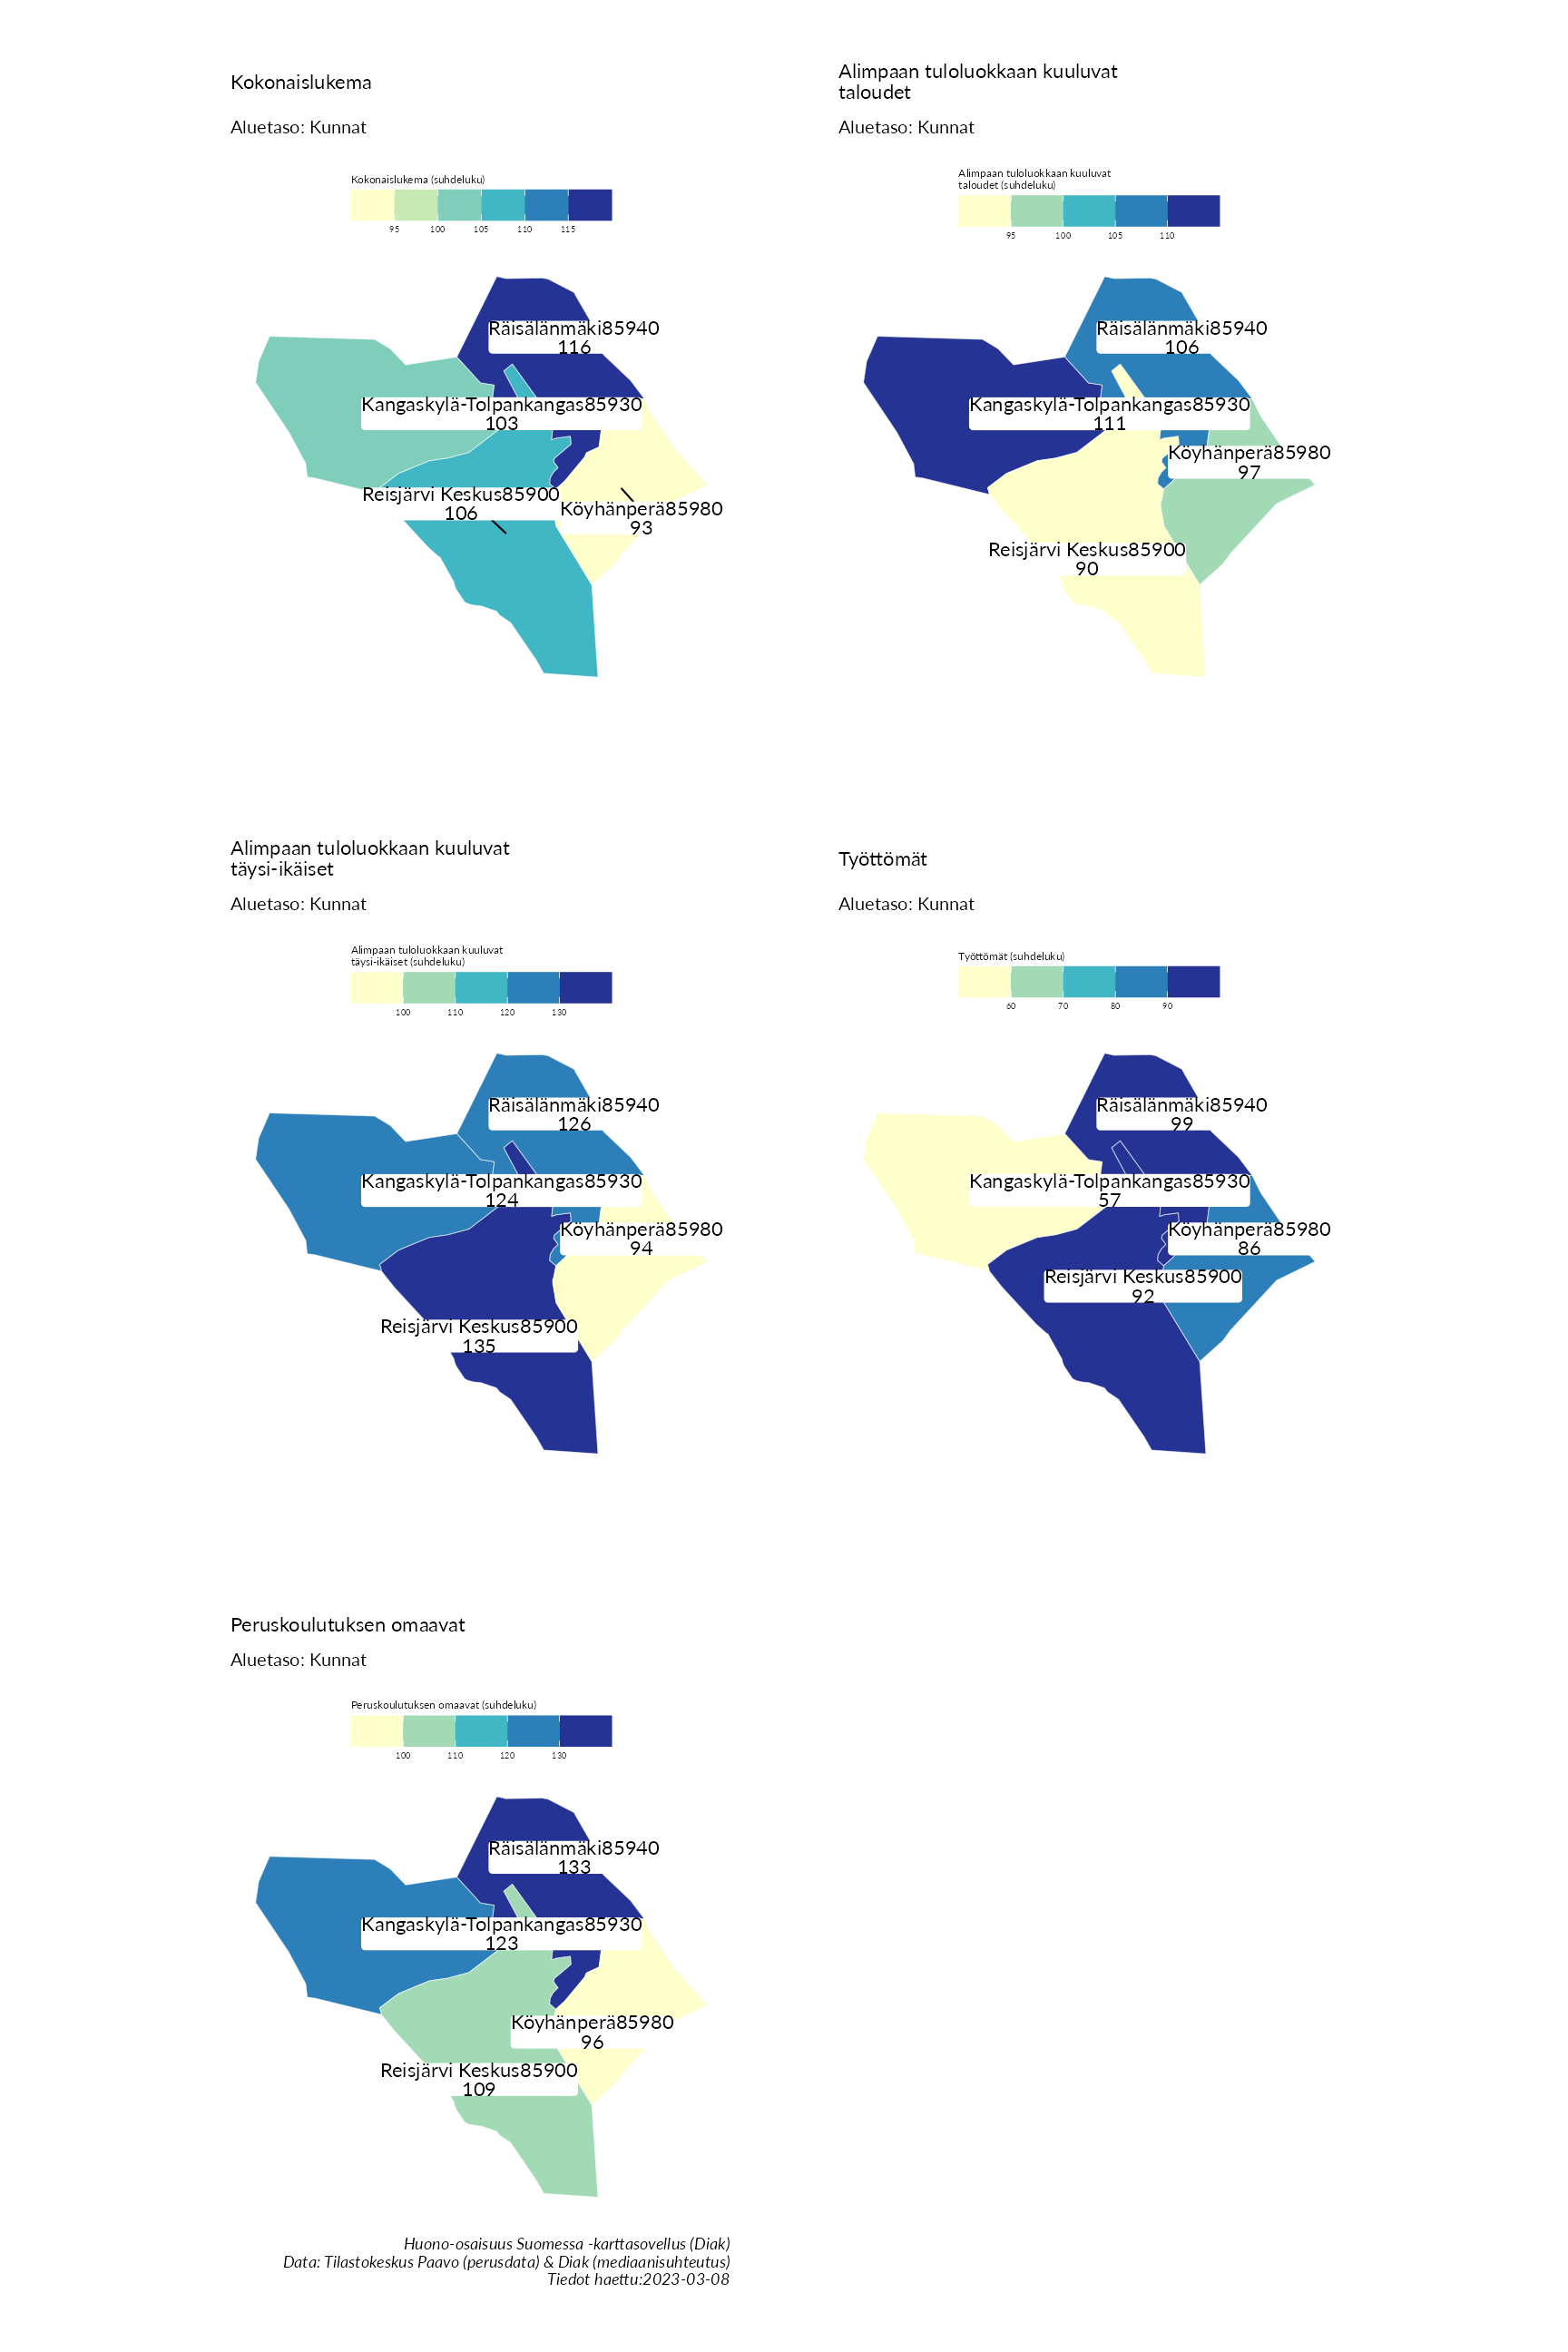 Kokonaislukema
Aluetaso: Kunnat
Kokonaislukema (suhdeluku)
95 100 105 110 115
Räisälänmäki85940
116
Kangaskylä-Tolpankangas85930
103
Reisjärvi Keskus85900
106
Köyhänperä85980
93
Alimpaan tuloluokkaan kuuluvat
taloudet
Aluetaso: Kunnat
Alimpaan tuloluokkaan kuuluvat
taloudet (suhdeluku)
95 100 105 110
Räisälänmäki85940
106
Kangaskylä-Tolpankangas85930
111
Köyhänperä85980
97
Reisjärvi Keskus85900
90
Alimpaan tuloluokkaan kuuluvat
täysi-ikäiset
Aluetaso: Kunnat
Alimpaan tuloluokkaan kuuluvat
täysi-ikäiset (suhdeluku)
100 110 120 130
Räisälänmäki85940
126
Kangaskylä-Tolpankangas85930
124
Köyhänperä85980
94
Reisjärvi Keskus85900
135
Työttömät
Aluetaso: Kunnat
Työttömät (suhdeluku)
60 70 80 90
Räisälänmäki85940
99
Kangaskylä-Tolpankangas85930
57
Köyhänperä85980
86
Reisjärvi Keskus85900
92
Peruskoulutuksen omaavat
Aluetaso: Kunnat
Peruskoulutuksen omaavat (suhdeluku)
100 110 120 130
Räisälänmäki85940
133
Kangaskylä-Tolpankangas85930
123
Köyhänperä85980
96
Reisjärvi Keskus85900
109
Huono-osaisuus Suomessa -karttasovellus (Diak)
Data: Tilastokeskus Paavo (perusdata) & Diak (mediaanisuhteutus)
Tiedot haettu:2023-03-08